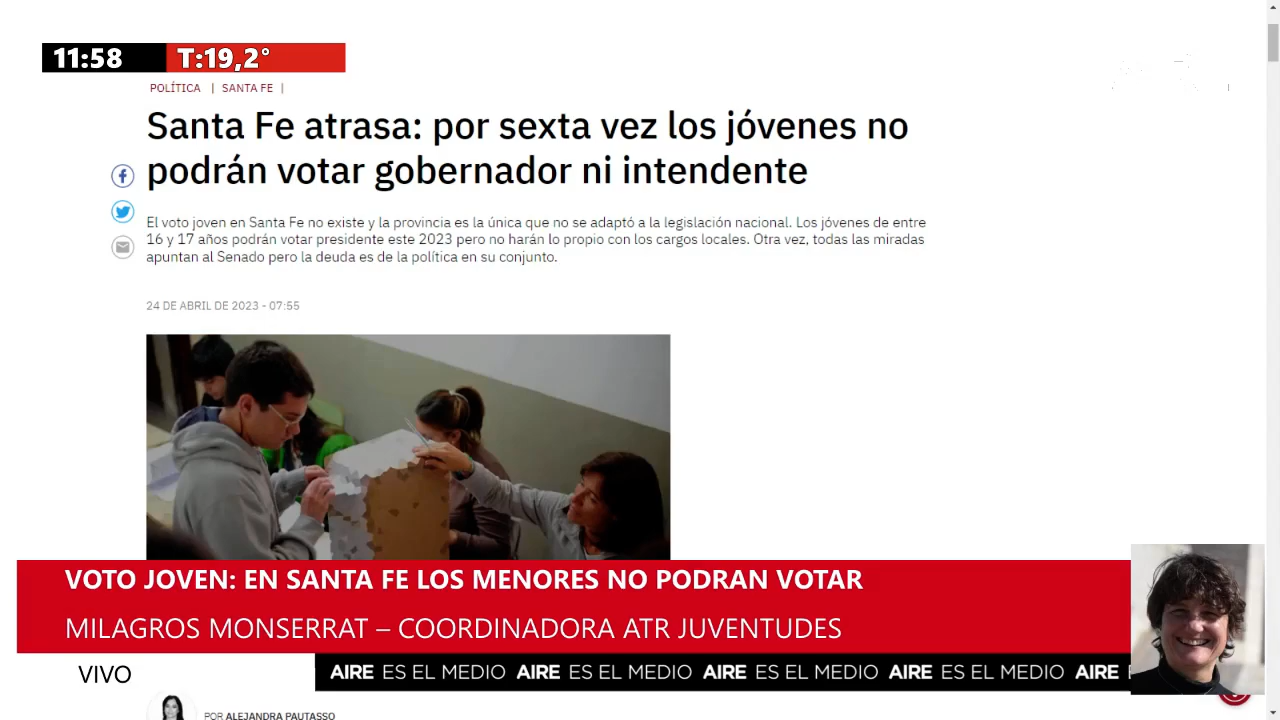 11:58 T:19,2°
POLÍTICA | SANTA FE |
Santa Fe atrasa: por sexta vez los jóvenes no
podrán votar gobernador ni intendente
El voto joven en Santa Fe no existe y la provincia es la única que no se adaptó a la legislación nacional. Los jóvenes de entre
16 y 17 años podrán votar presidente este 2023 pero no harán lo propio con los cargos locales. Otra vez, todas las miradas
apuntan al Senado pero la deuda es de la política en su conjunto.
24 DE ABRIL DE 2023 - 07:55
VOTO JOVEN: EN SANTA FE LOS MENORES NO PODRAN VOTAR
MILAGROS MONSERRAT – COORDINADORA ATR JUVENTUDES
VIVO
AIRE ES EL MEDIO AIRE ES EL MEDIO AIRE ES EL MEDIO AIRE ES EL MEDIO AIRE
POR ALEJANDRA PAUTASSO